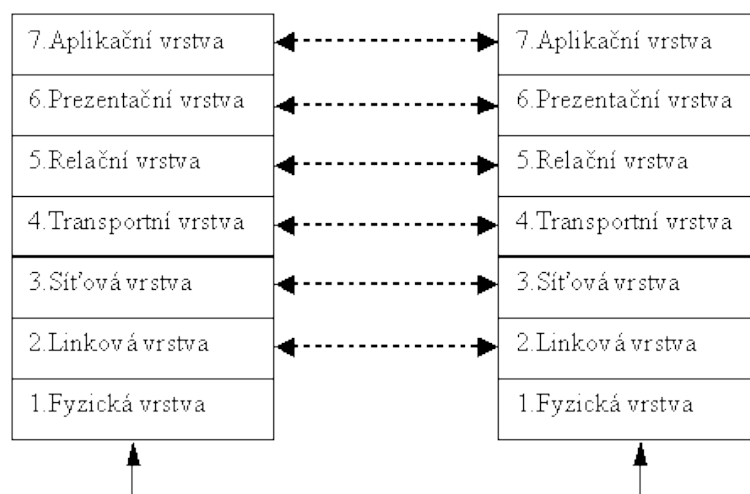 7.Aplikační vrstva
7.Aplikační vrstva
6.Prezentační vrstva
6.Prezentační vrstva
5.Relační vrstva
5.Relační vrstva
4.Transportní vrstva
4.Transportní vrstva
3.Síťová vrstva
3.Síťová vrstva
2.Linková vrstva
2.Linková vrstva
1.Fyzická vrstva
1.Fyzická vrstva